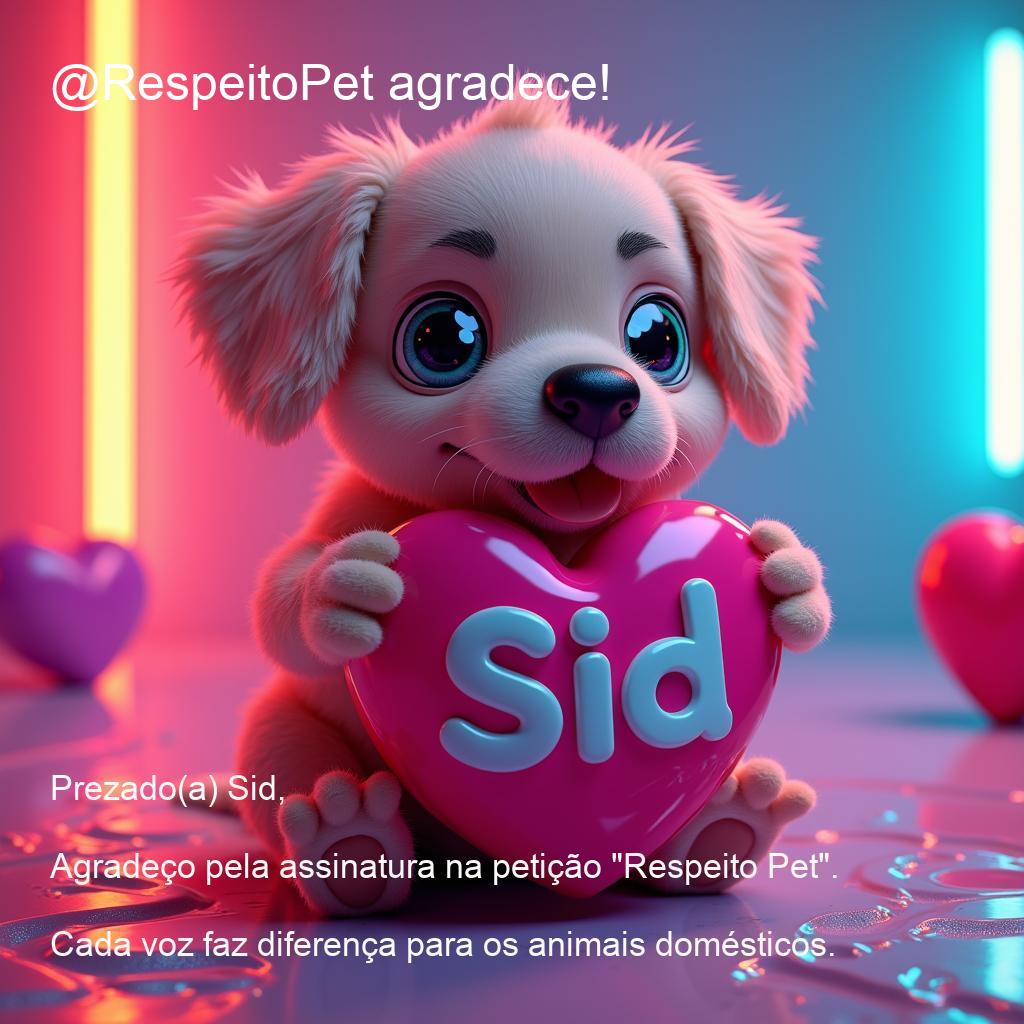 @RespeitoPet agradece!
Sid
Prezado(a) Sid,
Agradeço pela assinatura na petição "Respeito Pet".
Cada voz faz diferença para os animais domésticos.